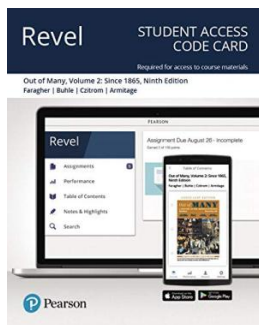 Revel
STUDENT ACCESS
CODE CARD
Required for access to course materials
Out of Many, Volume 2: Since 1865, Ninth Edition
Faragher | Buhle | Czitrom | Armitage
PEARSON
Revel
Assignments
Performance
Table of Contents
Notes & Highlights
Search
Assignment Due August 26 - Incomplete
Table of Contents
Out of Many, Volume 2: Since 1865,
Ninth Edition
Faragher | Buhle | Czitrom | Armitage
MANY
Pearson
App Store
Google Play